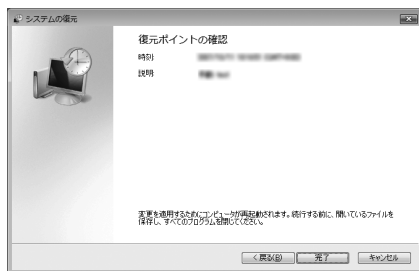 システムの復元
復元ポイントの確認
時刻:
説明:
変更を適用するためにコンピュータが再起動されます。続行する前に、開いているファイルを
保存し、すべてのプログラムを閉じてください。
< 戻る(B)
完了
キャンセル